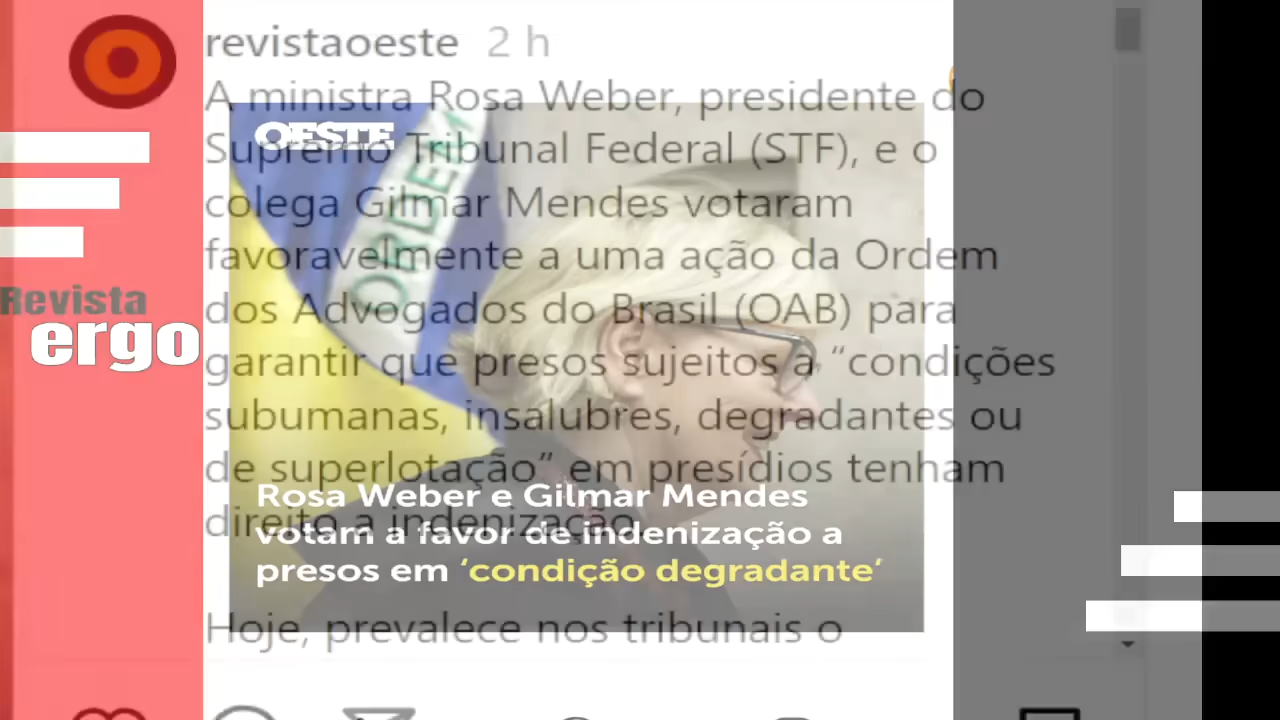 revistaoeste 2 h
A ministra Rosa Weber, presidente do
Supremo Tribunal Federal (STF), e o
colega Gilmar Mendes votaram
favoravelmente a uma ação da Ordem
dos Advogados do Brasil (OAB) para
garantir que presos sujeitos a “condições
subumanas, insalubres, degradantes ou
de superlotação” em presídios tenham
direito a indenização.
Hoje, prevalece nos tribunais o
OESTE
ORDEM
Rosa Weber e Gilmar Mendes
votam a favor de indenização a
presos em ‘condição degradante’
Revista
ergo